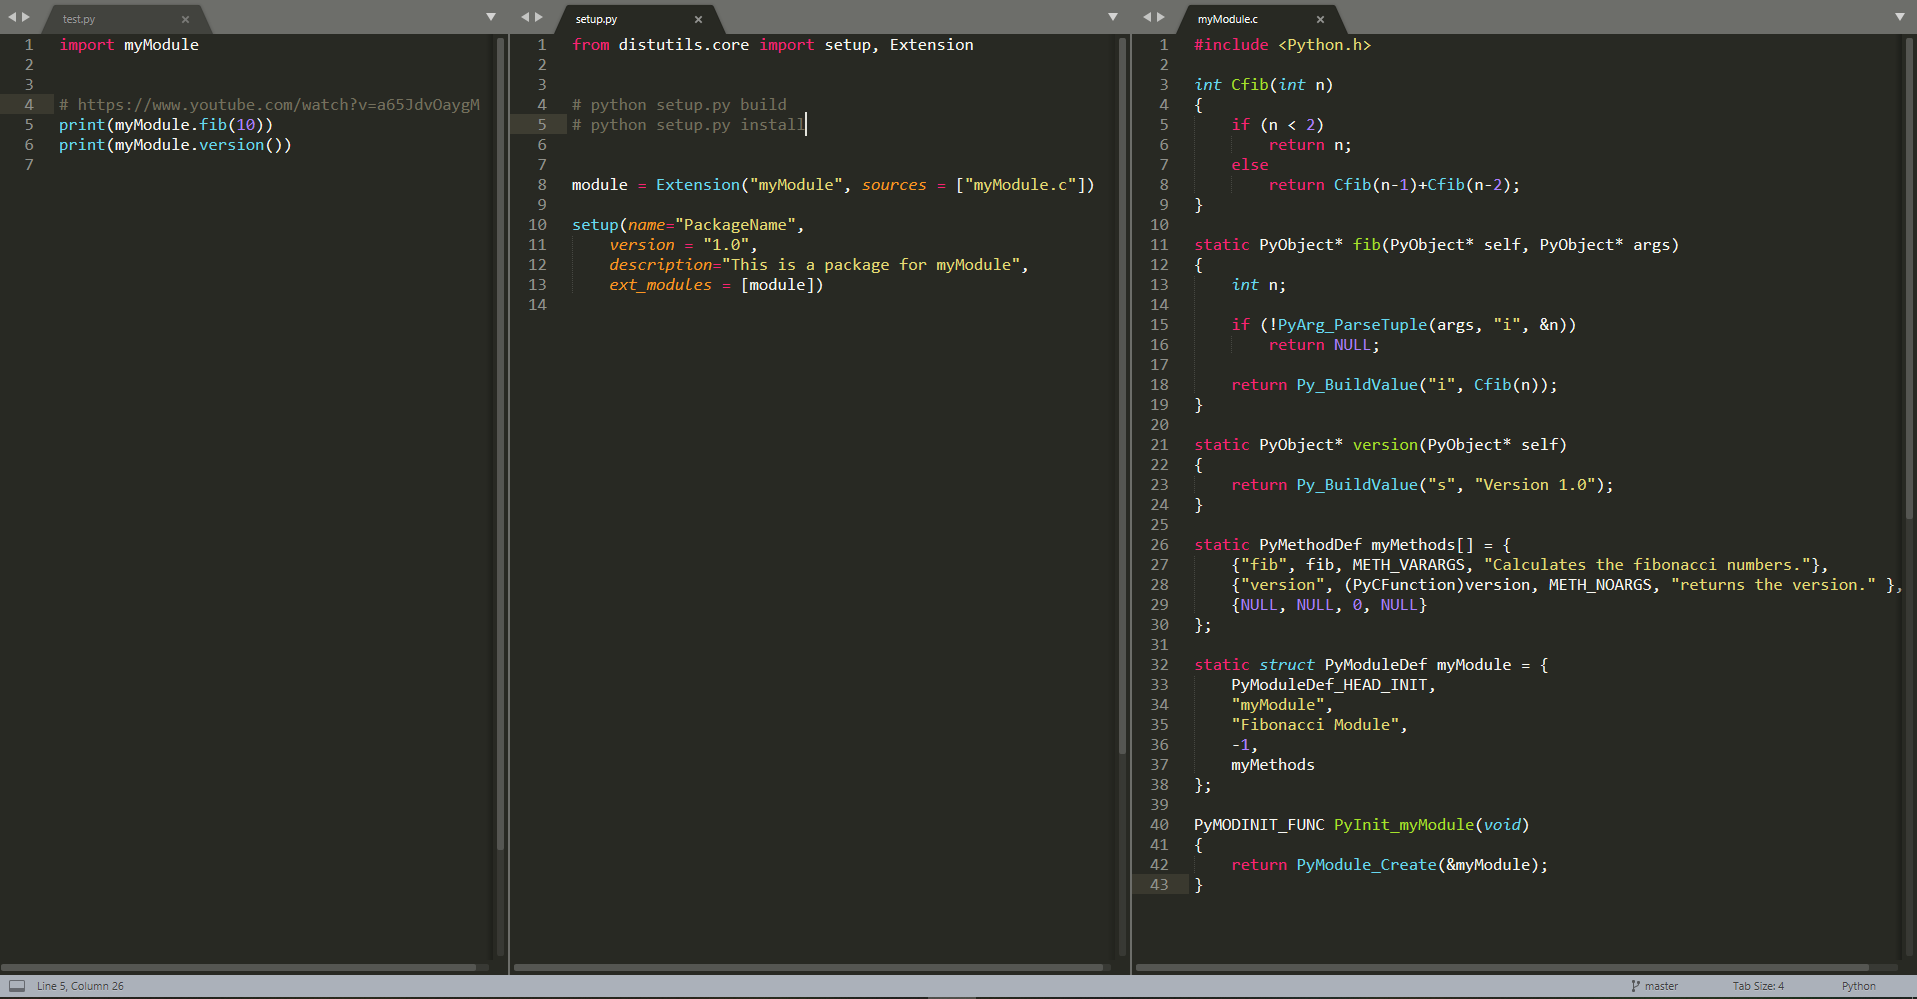 test.py ×
1 import myModule
2
3
4 # https://www.youtube.com/watch?v=a65JdvOaygM
5 print(myModule.fib(10))
6 print(myModule.version())
7
setup.py ×
1 from distutils.core import setup, Extension
2
3
4 # python setup.py build
5 # python setup.py install
6
7
8 module = Extension("myModule", sources = ["myModule.c"])
9
10 setup(name="PackageName",
11     version = "1.0",
12     description="This is a package for myModule",
13     ext_modules = [module])
14
myModule.c ×
1 #include <Python.h>
2
3 int Cfib(int n)
4 {
5     if (n < 2)
6         return n;
7     else
8         return Cfib(n-1)+Cfib(n-2);
9 }
10
11 static PyObject* fib(PyObject* self, PyObject* args)
12 {
13     int n;
14
15     if (!PyArg_ParseTuple(args, "i", &n))
16         return NULL;
17
18     return Py_BuildValue("i", Cfib(n));
19 }
20
21 static PyObject* version(PyObject* self)
22 {
23     return Py_BuildValue("s", "Version 1.0");
24 }
25
26 static PyMethodDef myMethods[] = {
27     {"fib", fib, METH_VARARGS, "Calculates the fibonacci numbers."},
28     {"version", (PyCFunction)version, METH_NOARGS, "returns the version." },
29     {NULL, NULL, 0, NULL}
30 };
31
32 static struct PyModuleDef myModule = {
33     PyModuleDef_HEAD_INIT,
34     "myModule",
35     "Fibonacci Module",
36     -1,
37     myMethods
38 };
39
40 PyMODINIT_FUNC PyInit_myModule(void)
41 {
42     return PyModule_Create(&myModule);
43 }
Line 5, Column 26
master
Tab Size: 4
Python